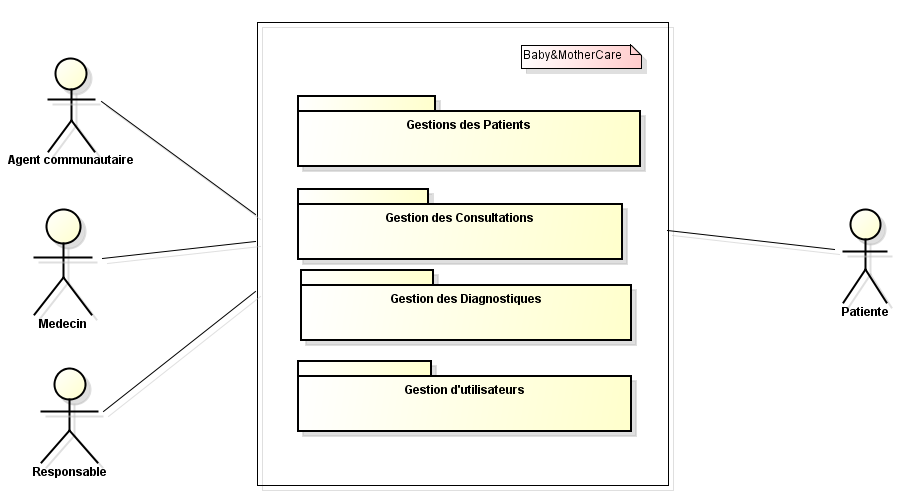 Baby&MotherCare
Gestions des Patients
Agent communautaire
Gestion des Consultations
Medecin
Gestion des Diagnostiques
Patiente
Gestion d'utilisateurs
Responsable